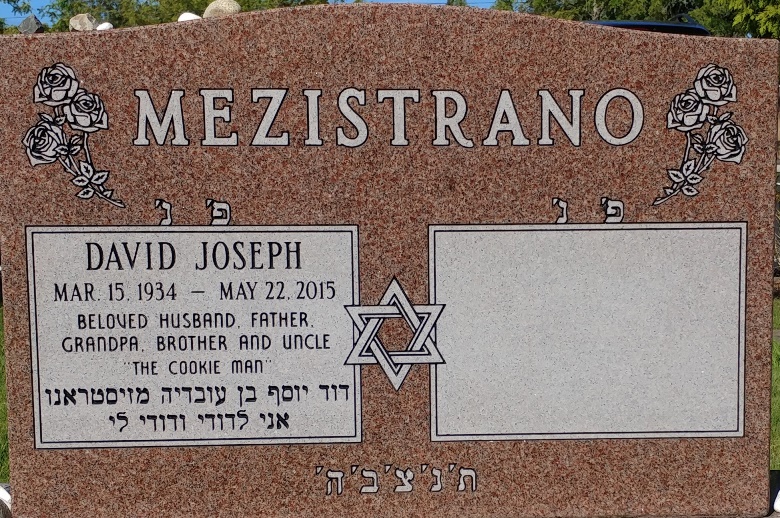 MEZISTRANO
פ נ
פ נ
DAVID JOSEPH
MAR. 15, 1934 – MAY 22, 2015
BELOVED HUSBAND, FATHER,
GRANDPA, BROTHER AND UNCLE
"THE COOKIE MAN"
דוד יוסף בן עובדיה מזיסטראנו
אני לדודי ודודי לי
ת'נ'צ'ב'ה'